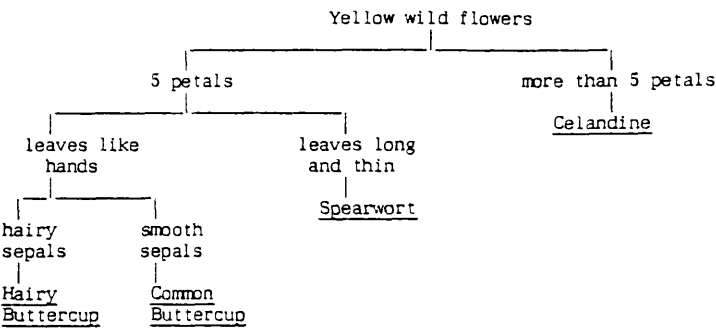 Yellow wild flowers
5 petals
more than 5 petals
Celandine
leaves like
hands
leaves long
and thin
Spearwort
hairy
sepals
smooth
sepals
Hairy
Buttercup
Common
Buttercup